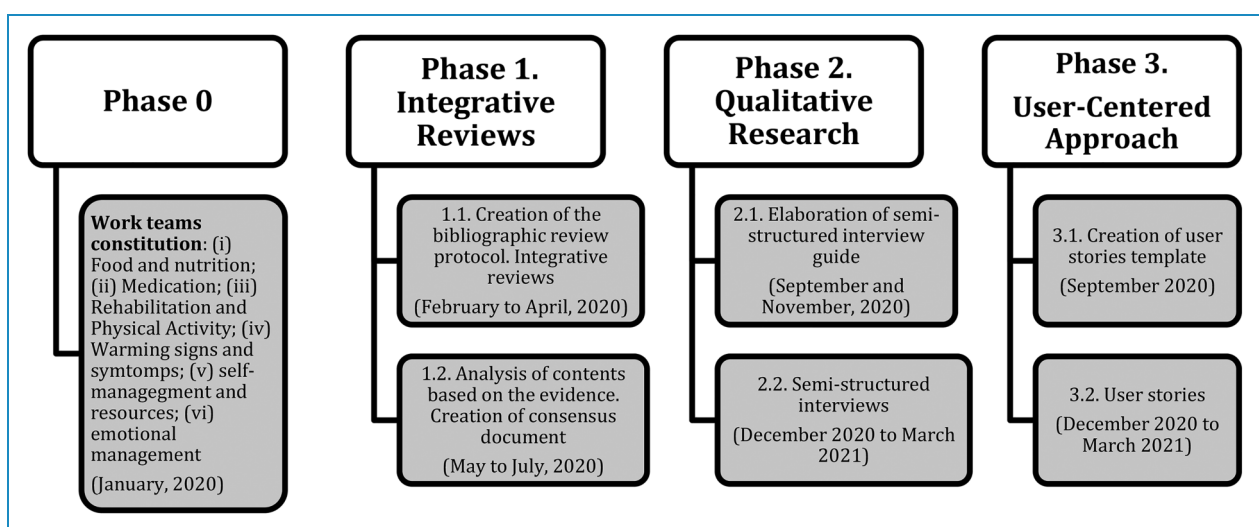 Phase 0
Work teams
constitution: (i)
Food and nutrition;
(ii) Medication; (iii)
Rehabilitation and
Physical Activity; (iv)
Warming signs and
symtomps; (v) self-
managegment and
resources; (vi)
emotional
management
(January, 2020)
Phase 1.
Integrative
Reviews
1.1. Creation of the
bibliographic review
protocol. Integrative
reviews
(February to April, 2020)
1.2. Analysis of contents
based on the evidence.
Creation of consensus
document
(May to July, 2020)
Phase 2.
Qualitative
Research
2.1. Elaboration of semi-
structured interview
guide
(September and
November, 2020)
2.2. Semi-structured
interviews
(December 2020 to March
2021)
Phase 3.
User-Centered
Approach
3.1. Creation of user
stories template
(September 2020)
3.2. User stories
(December 2020 to
March 2021)